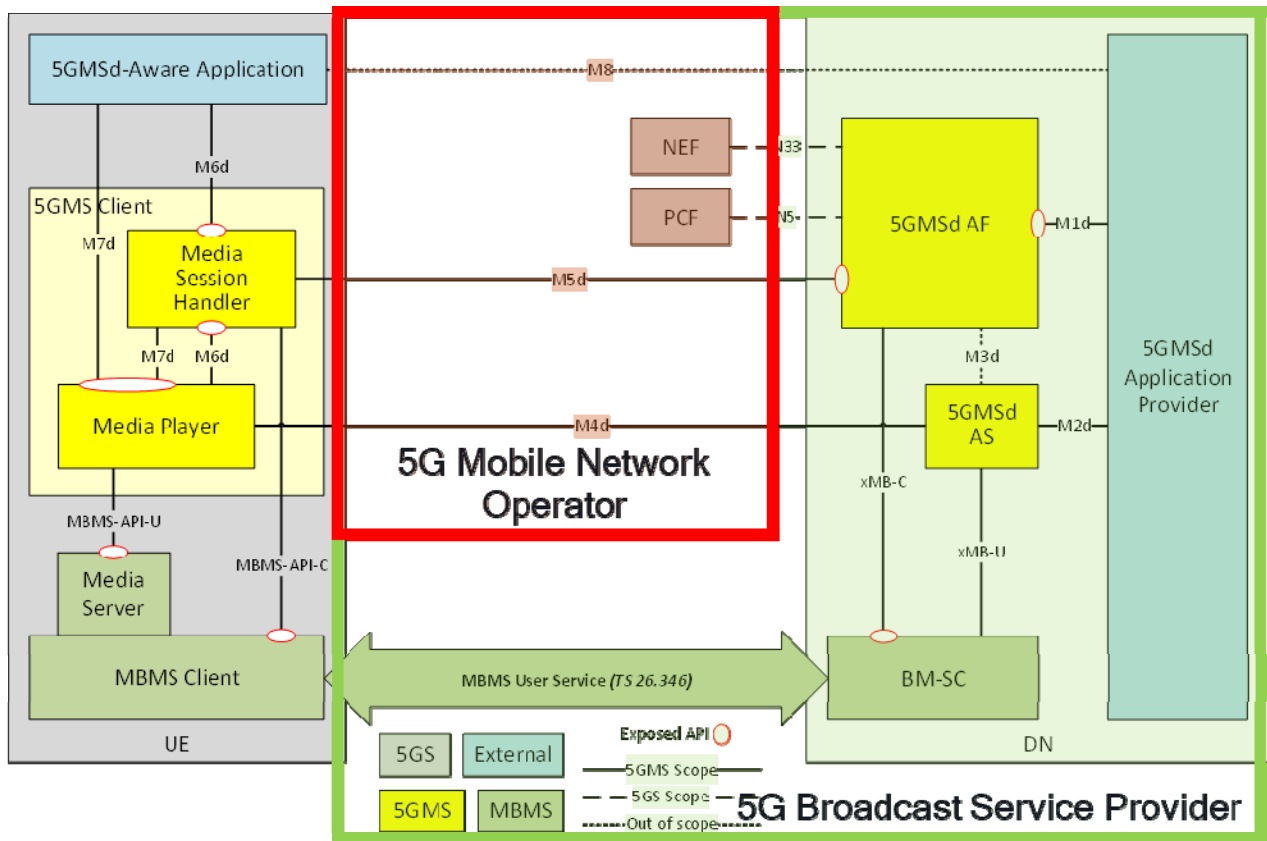 5GMSd-Aware Application
M8
NEF
N33
PCF
N5
5GMSd AF
M1d
M6d
5GMS Client
M7d
Media
Session
Handler
M5d
M7d
M6d
M3d
5GMSd
Application
Provider
Media Player
M4d
5GMSd
AS
M2d
5G Mobile Network
Operator
xMB-C
MBMS-API-U
xMB-U
MBMS-API-C
Media
Server
MBMS Client
MBMS User Service (TS 26.346)
BM-SC
UE
DN
5GS
External
Exposed API
5GMS Scope
5GMS
MBMS
5GS Scope
Out of scope
5G Broadcast Service Provider